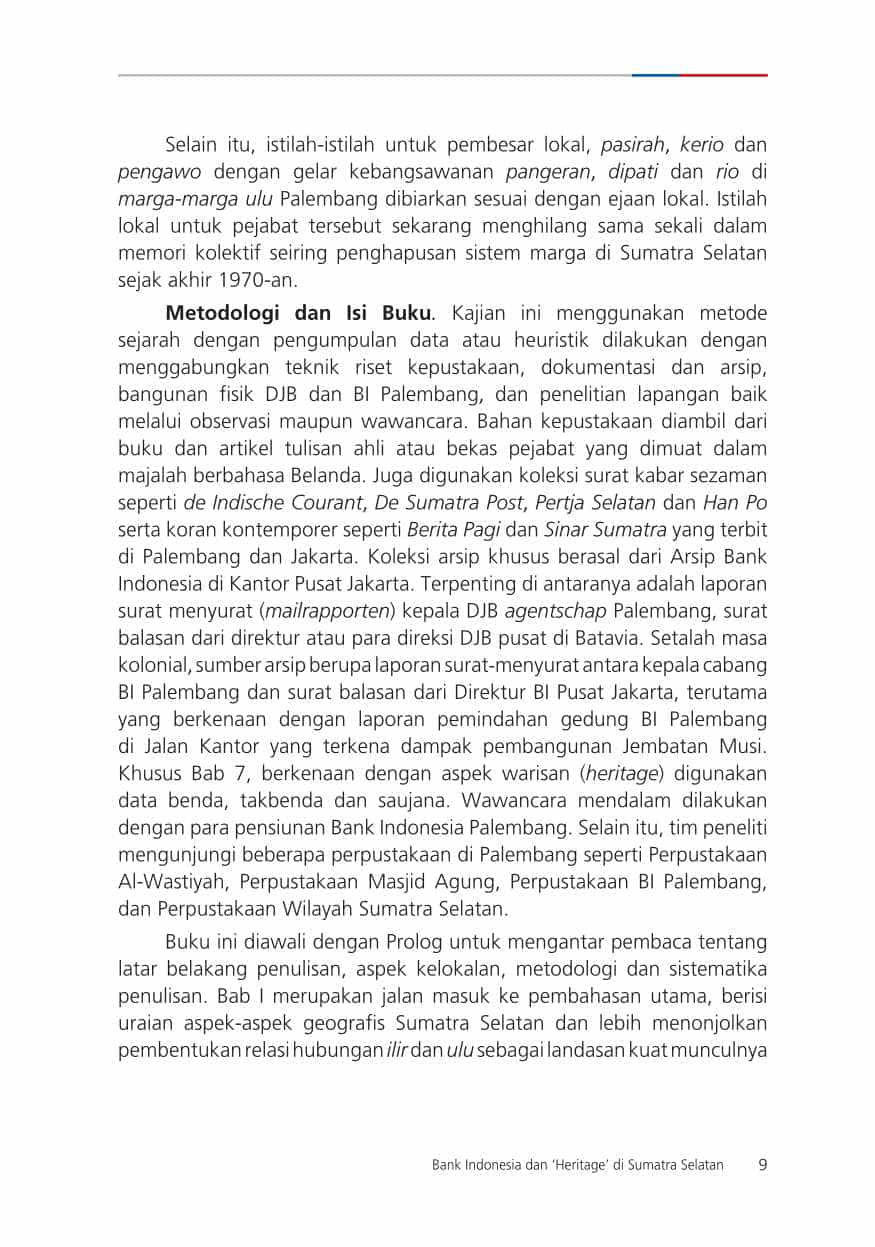 Selain itu, istilah-istilah untuk pembesar lokal, pasirah, kerio dan
pengawo dengan gelar kebangsawanan pangeran, dipati dan rio di
marga-marga ulu Palembang dibiarkan sesuai dengan ejaan lokal. Istilah
lokal untuk pejabat tersebut sekarang menghilang sama sekali dalam
memori kolektif seiring penghapusan sistem marga di Sumatra Selatan
sejak akhir 1970-an.
Metodologi dan Isi Buku. Kajian ini menggunakan metode
sejarah dengan pengumpulan data atau heuristik dilakukan dengan
menggabungkan teknik riset kepustakaan, dokumentasi dan arsip,
bangunan fisik DJB dan BI Palembang, dan penelitian lapangan baik
melalui observasi maupun wawancara. Bahan kepustakaan diambil dari
buku dan artikel tulisan ahli atau bekas pejabat yang dimuat dalam
majalah berbahasa Belanda. Juga digunakan koleksi surat kabar sezaman
seperti de Indische Courant, De Sumatra Post, Pertja Selatan dan Han Po
serta koran kontemporer seperti Berita Pagi dan Sinar Sumatra yang terbit
di Palembang dan Jakarta. Koleksi arsip khusus berasal dari Arsip Bank
Indonesia di Kantor Pusat Jakarta. Terpenting di antaranya adalah laporan
surat menyurat (mailrapporten) kepala DJB agentschap Palembang, surat
balasan dari direktur atau para direksi DJB pusat di Batavia. Setalah masa
kolonial, sumber arsip berupa laporan surat-menyurat antara kepala cabang
BI Palembang dan surat balasan dari Direktur BI Pusat Jakarta, terutama
yang berkenaan dengan laporan pemindahan gedung BI Palembang
di Jalan Kantor yang terkena dampak pembangunan Jembatan Musi.
Khusus Bab 7, berkenaan dengan aspek warisan (heritage) digunakan
data benda, takbenda dan saujana. Wawancara mendalam dilakukan
dengan para pensiunan Bank Indonesia Palembang. Selain itu, tim peneliti
mengunjungi beberapa perpustakaan di Palembang seperti Perpustakaan
Al-Wastiyah, Perpustakaan Masjid Agung, Perpustakaan BI Palembang,
dan Perpustakaan Wilayah Sumatra Selatan.
Buku ini diawali dengan Prolog untuk mengantar pembaca tentang
latar belakang penulisan, aspek kelokalan, metodologi dan sistematika
penulisan. Bab I merupakan jalan masuk ke pembahasan utama, berisi
uraian aspek-aspek geografis Sumatra Selatan dan lebih menonjolkan
pembentukan relasi hubungan ilir dan ulu sebagai landasan kuat munculnya
Bank Indonesia dan ‘Heritage’ di Sumatra Selatan 9